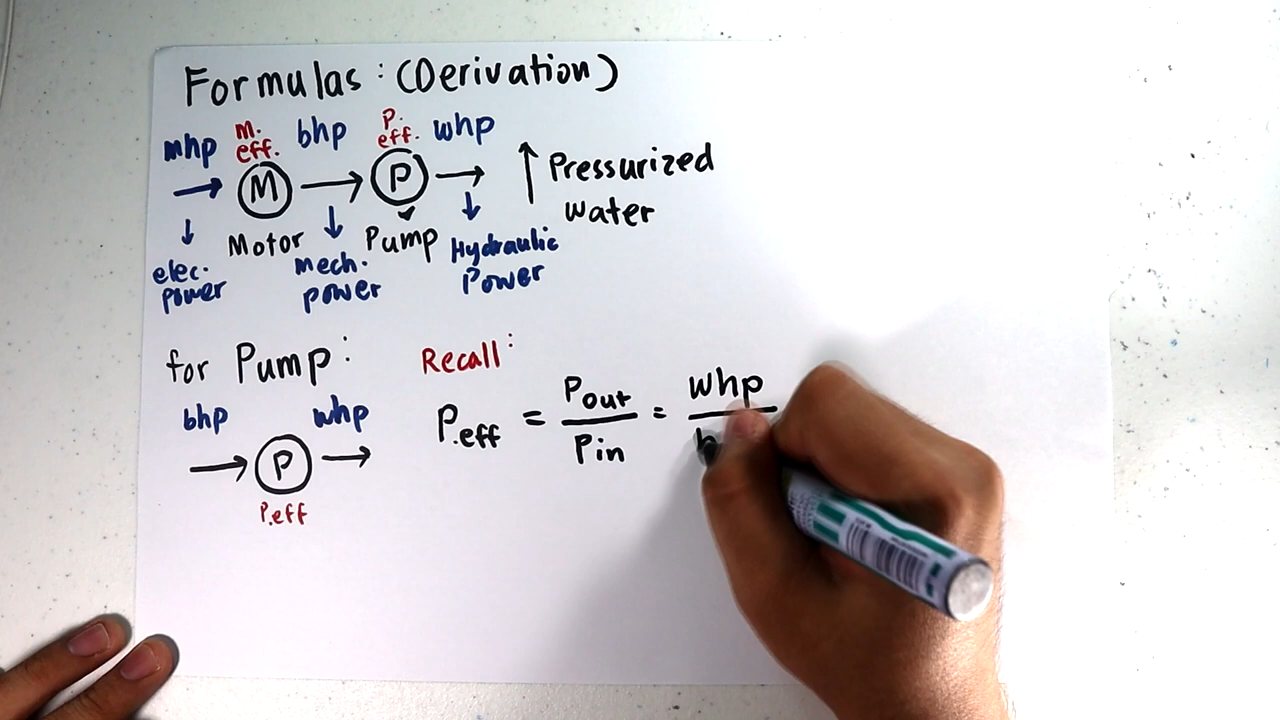 Formulas: (Derivation)
mhp M. eff. bhp P. eff. whp
M P
Pressurized water
Motor Pump
elec. power
mech. power
Hydraulic Power
for Pump:
Recall:
bhp whp
P
P.eff
P.eff = Pout / Pin = whp /